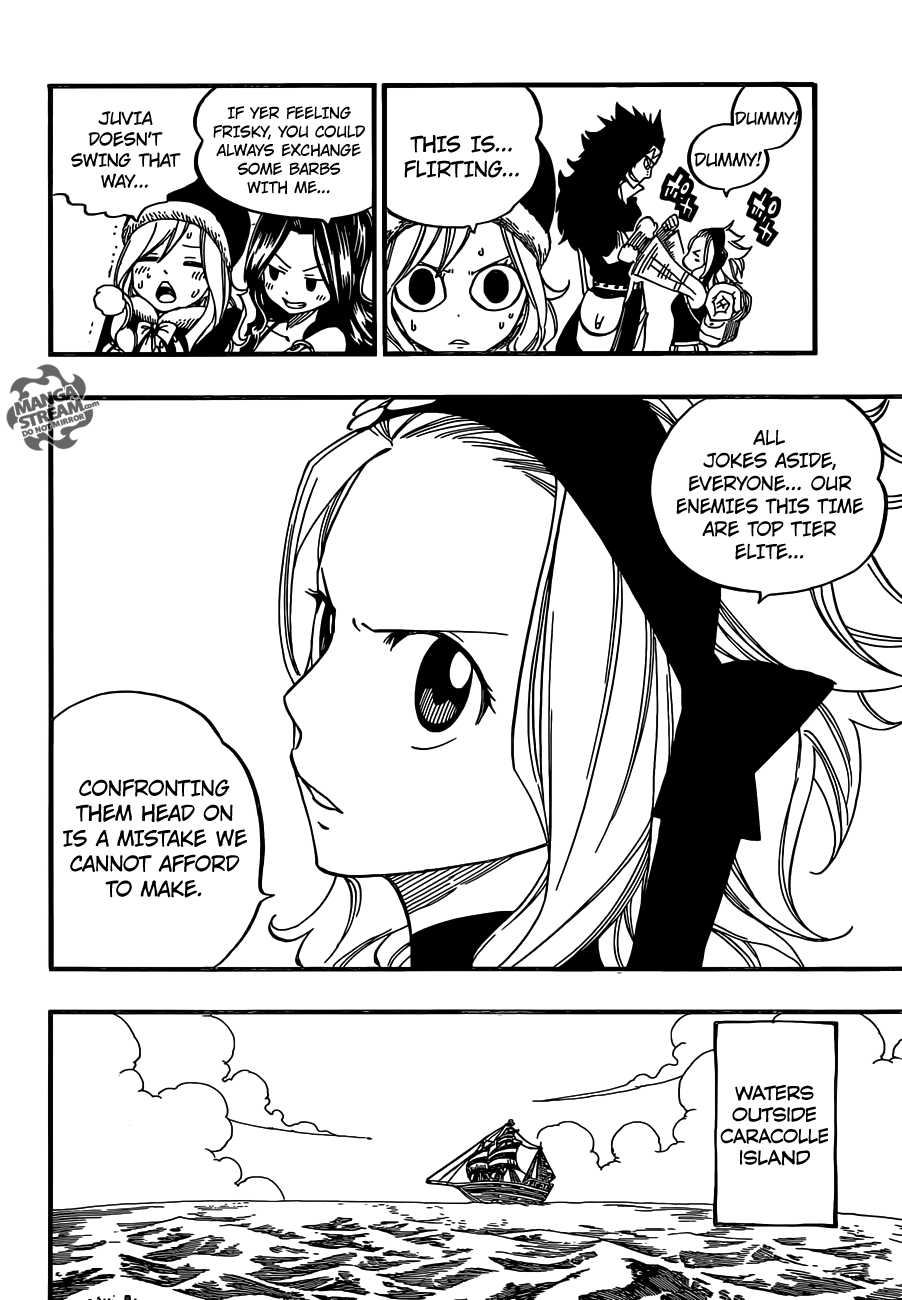 DUMMY!
DUMMY!
THIS IS...
FLIRTING...
IF YER FEELING
FRISKY, YOU COULD
ALWAYS EXCHANGE
SOME BARBS
WITH ME...
JUVIA
DOESN'T
SWING THAT
WAY...
MANGA
STREAM.com
DO NOT MIRROR
ALL
JOKES ASIDE,
EVERYONE... OUR
ENEMIES THIS TIME
ARE TOP TIER
ELITE...
CONFRONTING
THEM HEAD ON
IS A MISTAKE WE
CANNOT AFFORD
TO MAKE.
WATERS
OUTSIDE
CARACOLLE
ISLAND